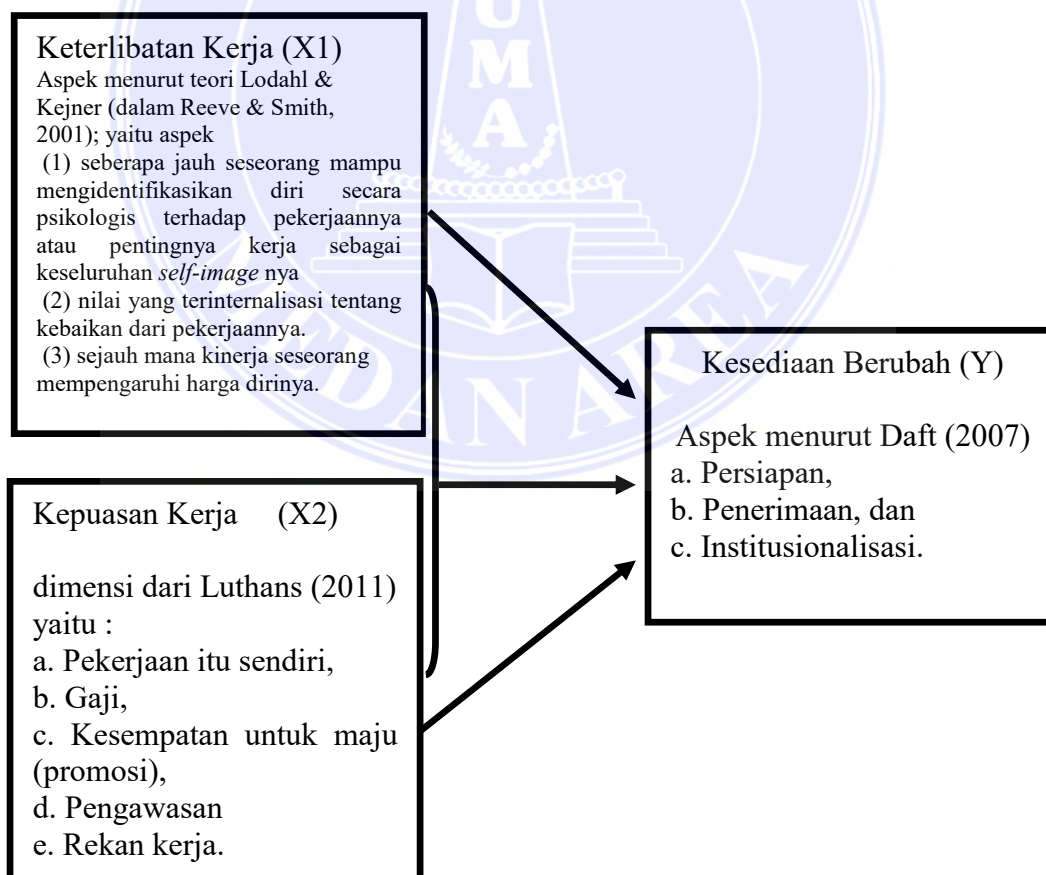 Keterlibatan Kerja (X1)
Aspek menurut teori Lodahl &
Kejner (dalam Reeve & Smith,
2001); yaitu aspek
(1) seberapa jauh seseorang mampu
mengidentifikasikan diri secara
psikologis terhadap pekerjaannya
atau pentingnya kerja sebagai
keseluruhan self-image nya
(2) nilai yang terinternalisasi tentang
kebaikan dari pekerjaannya.
(3) sejauh mana kinerja seseorang
mempengaruhi harga dirinya.
Kepuasan Kerja (X2)
dimensi dari Luthans (2011)
yaitu :
a. Pekerjaan itu sendiri,
b. Gaji,
c. Kesempatan untuk maju
(promosi),
d. Pengawasan
e. Rekan kerja.
Kesediaan Berubah (Y)
Aspek menurut Daft (2007)
a. Persiapan,
b. Penerimaan, dan
c. Institusionalisasi.
UMA
MEDAN AREA